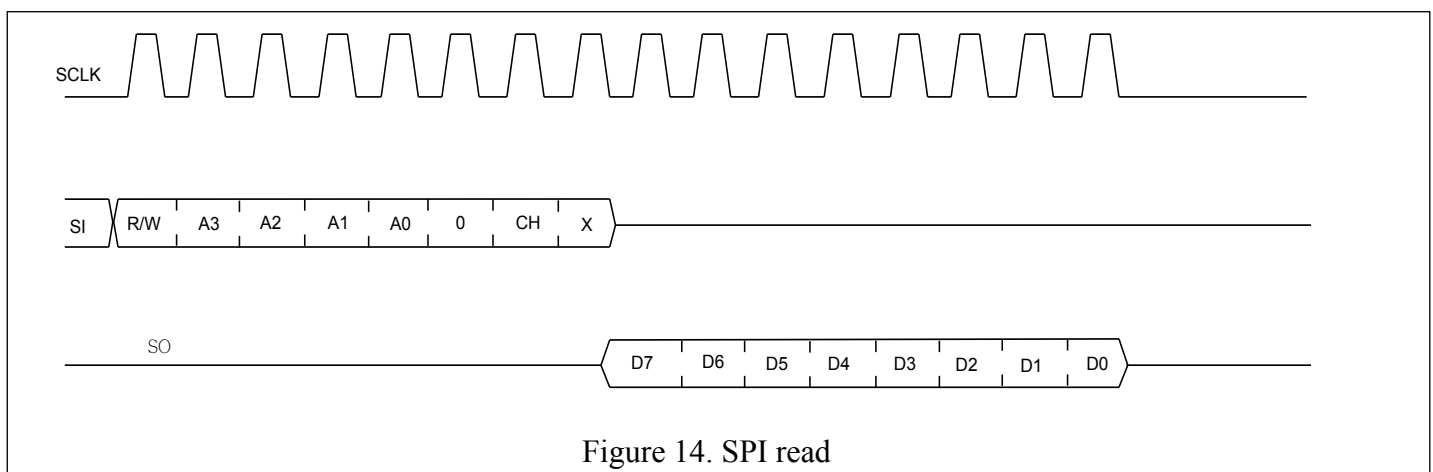 SCLK
SI R/W A3 A2 A1 A0 0 CH X
SO
D7 D6 D5 D4 D3 D2 D1 D0
Figure 14. SPI read